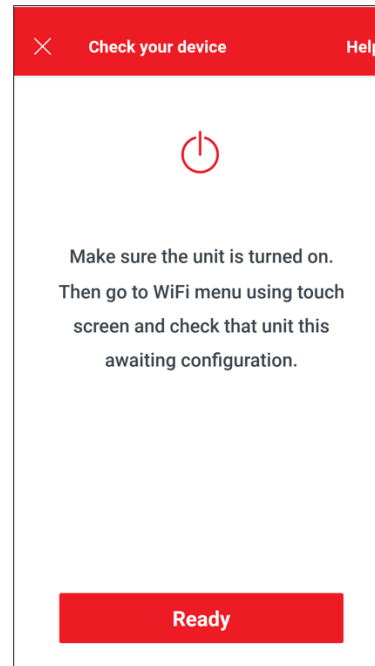 Check your device Help
Make sure the unit is turned on.
Then go to WiFi menu using touch
screen and check that unit this
awaiting configuration.
Ready